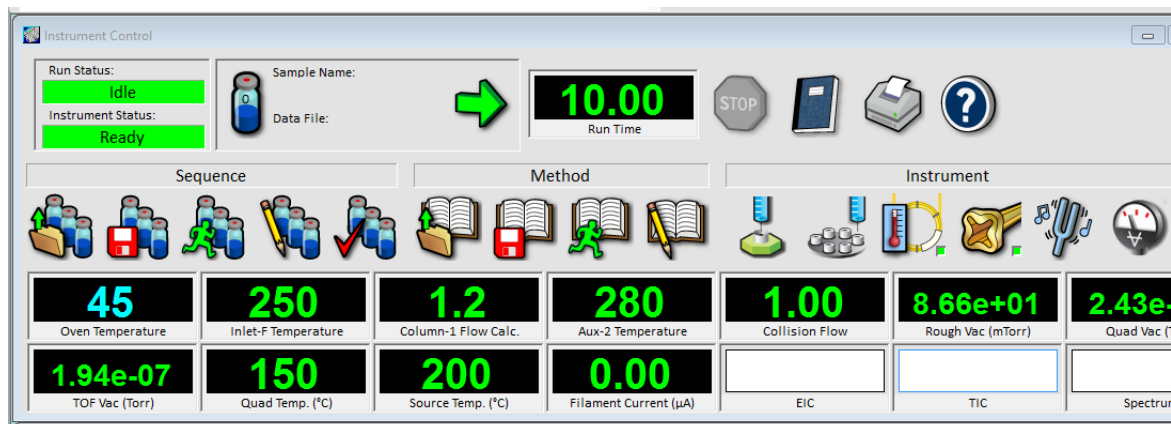 Instrument Control
Run Status:
Idle
Instrument Status:
Ready
0
Sample Name:
Data File:
10.00
Run Time
STOP
?
Sequence
Method
Instrument
45
Oven Temperature
250
Inlet-F Temperature
1.2
Column-1 Flow Calc.
280
Aux-2 Temperature
1.00
Collision Flow
8.66e+01
Rough Vac (mTorr)
2.43e-
Quad Vac (T
1.94e-07
TOF Vac (Torr)
150
Quad Temp. (°C)
200
Source Temp. (°C)
0.00
Filament Current (µA)
EIC
TIC
Spectru